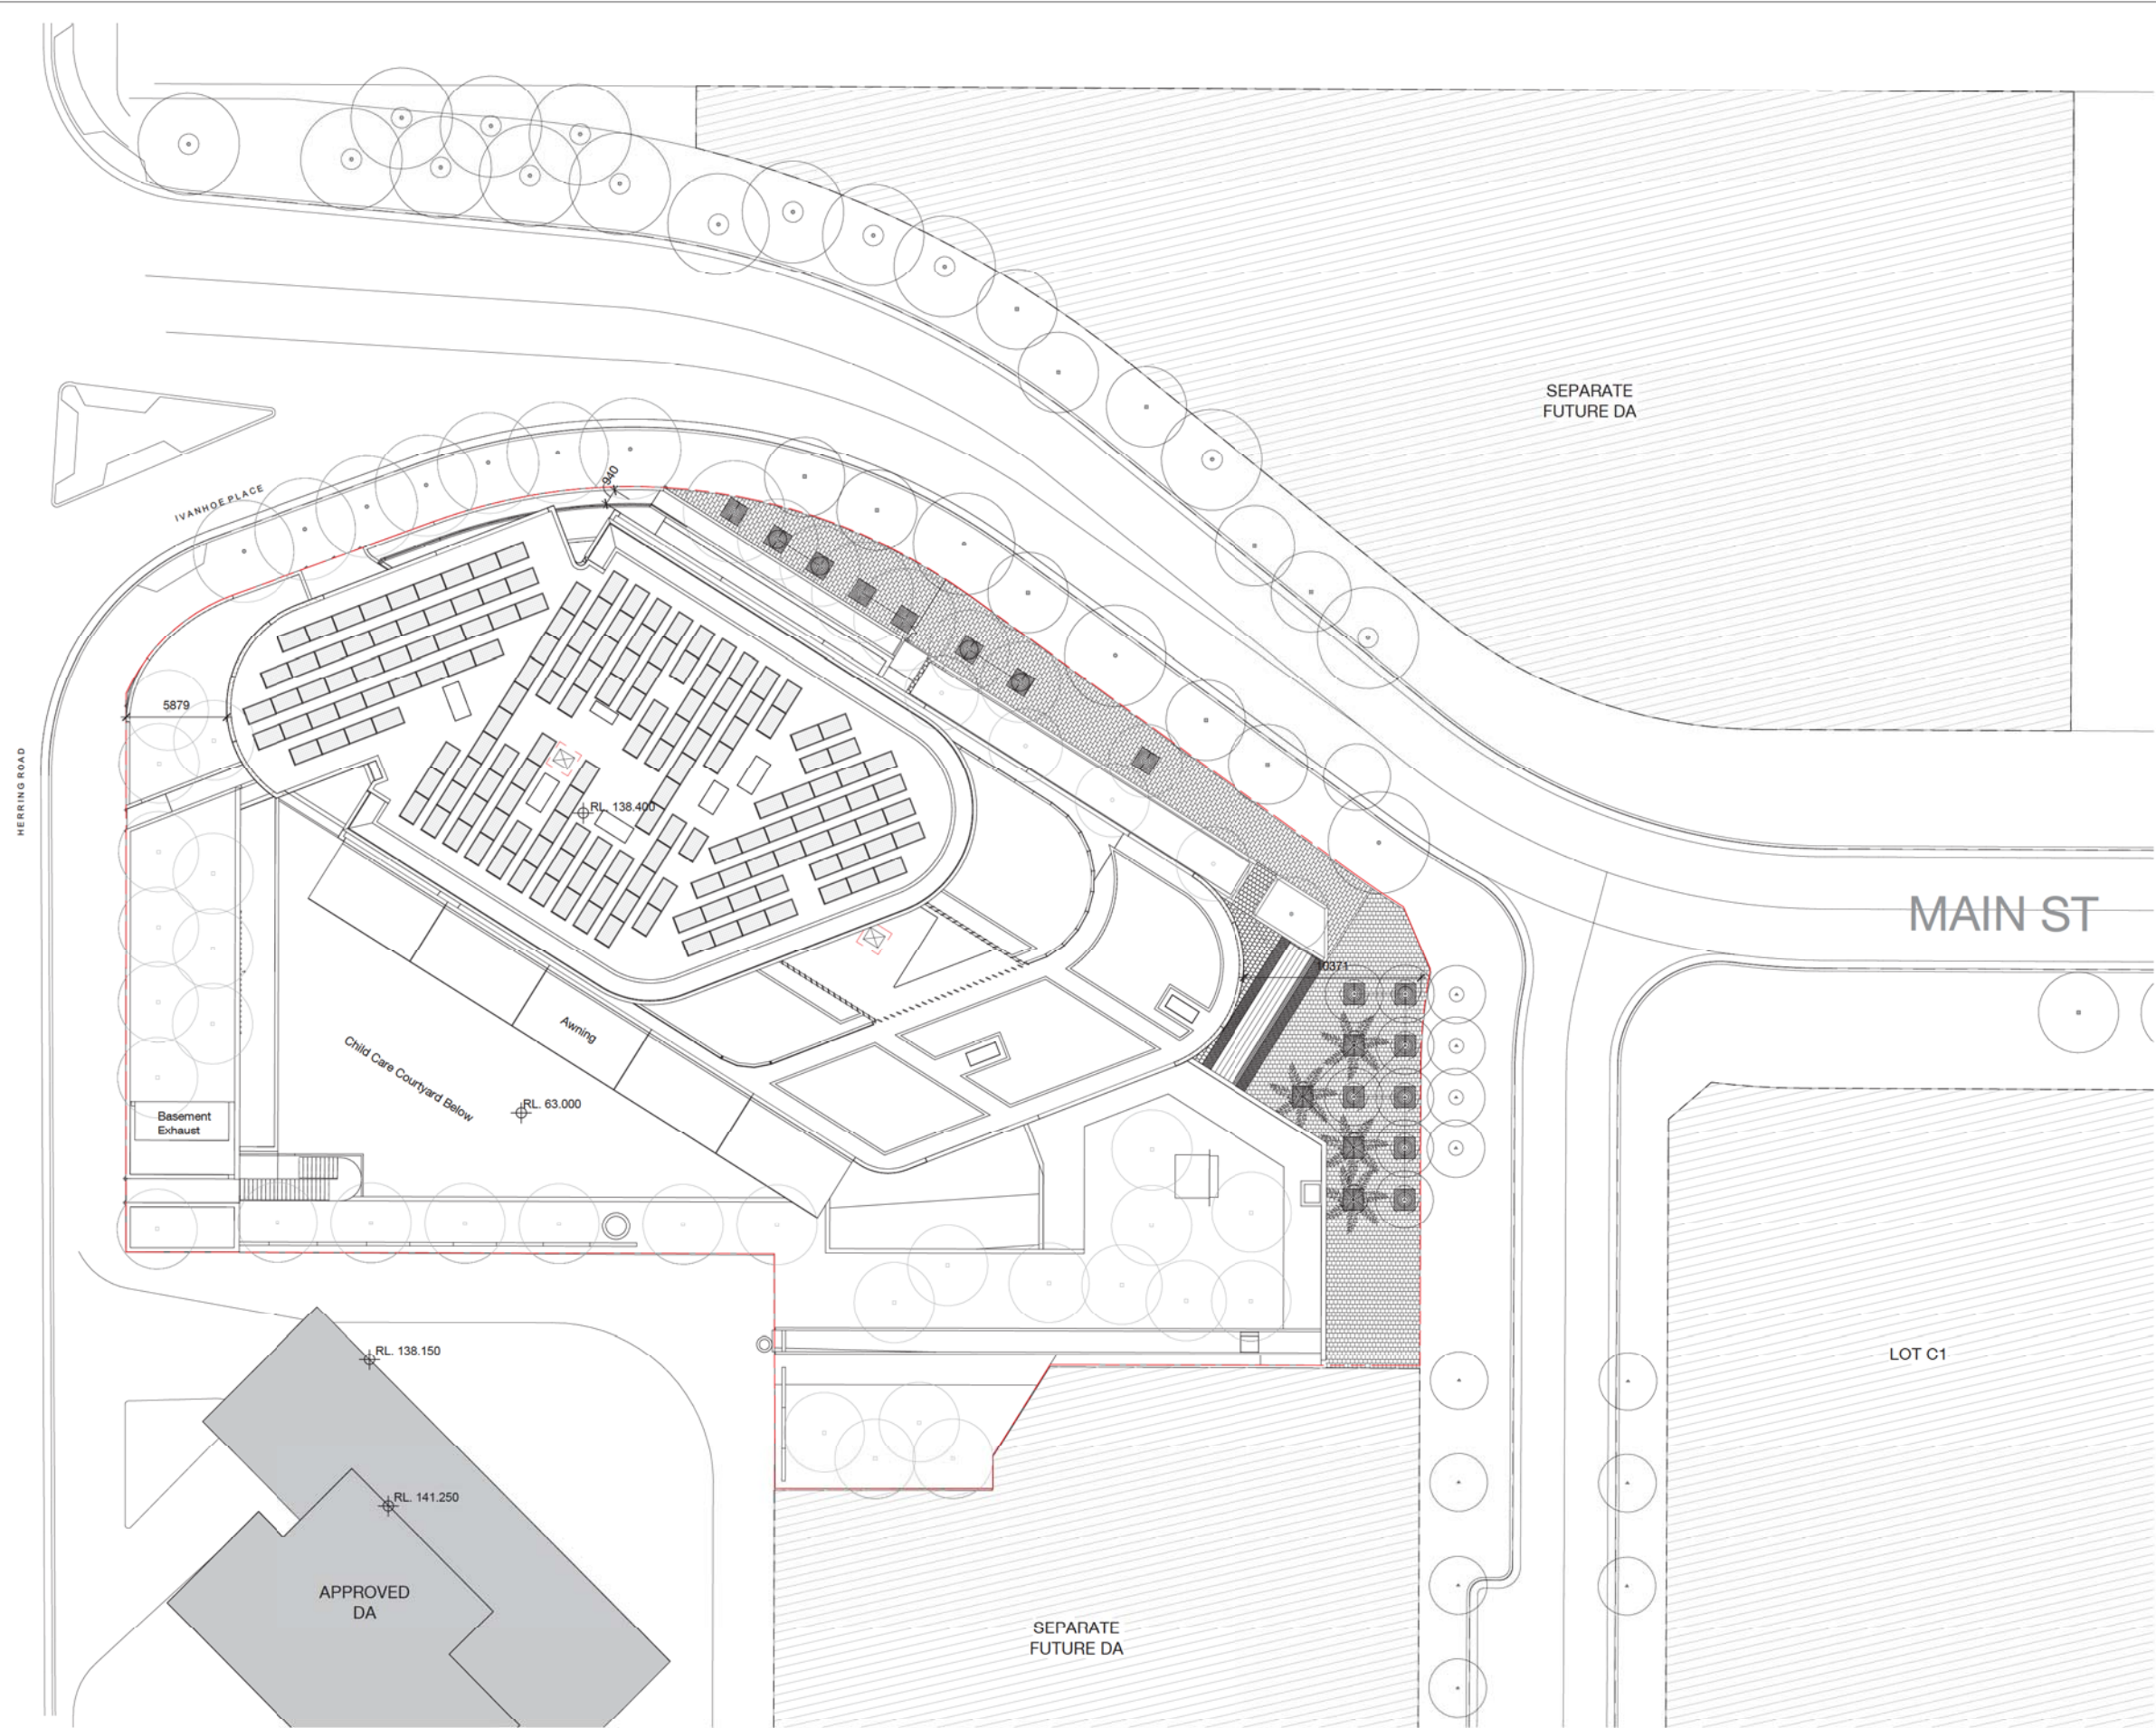 SEPARATE
FUTURE DA
940
IVANHOE PLACE
5879
HERRING ROAD
RL. 138.400
MAIN ST
10371
Awning
Child Care Courtyard Below
RL. 63.000
Basement
Exhaust
RL. 138.150
LOT C1
RL. 141.250
APPROVED
DA
SEPARATE
FUTURE DA